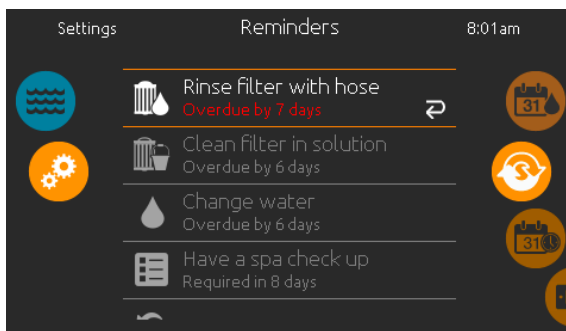 Settings
Reminders
8:01am
Rinse filter with hose
Overdue by 7 days
Clean filter in solution
Overdue by 6 days
Change water
Overdue by 6 days
Have a spa check up
Required in 8 days
31
31